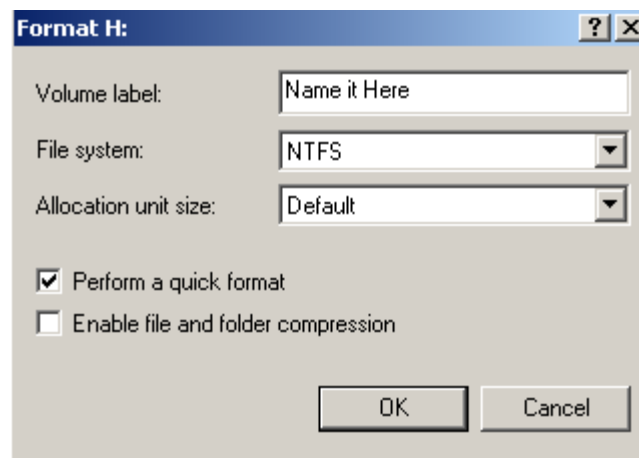 Format H:
Volume label: Name it Here
File system: NTFS
Allocation unit size: Default
Perform a quick format
Enable file and folder compression
OK Cancel